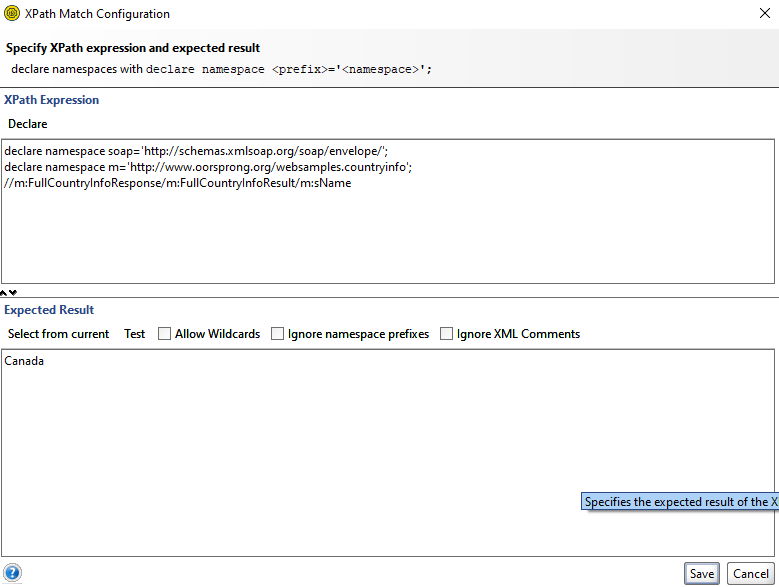 XPath Match Configuration
Specify XPath expression and expected result
declare namespaces with declare namespace <prefix>='<namespace>';
XPath Expression
Declare
declare namespace soap='http://schemas.xmlsoap.org/soap/envelope/';
declare namespace m='http://www.oorsprong.org/websamples.countryinfo';
//m:FullCountryInfoResponse/m:FullCountryInfoResult/m:sName
Expected Result
Select from current Test Allow Wildcards Ignore namespace prefixes Ignore XML Comments
Canada
Specifies the expected result of the X
? Save Cancel